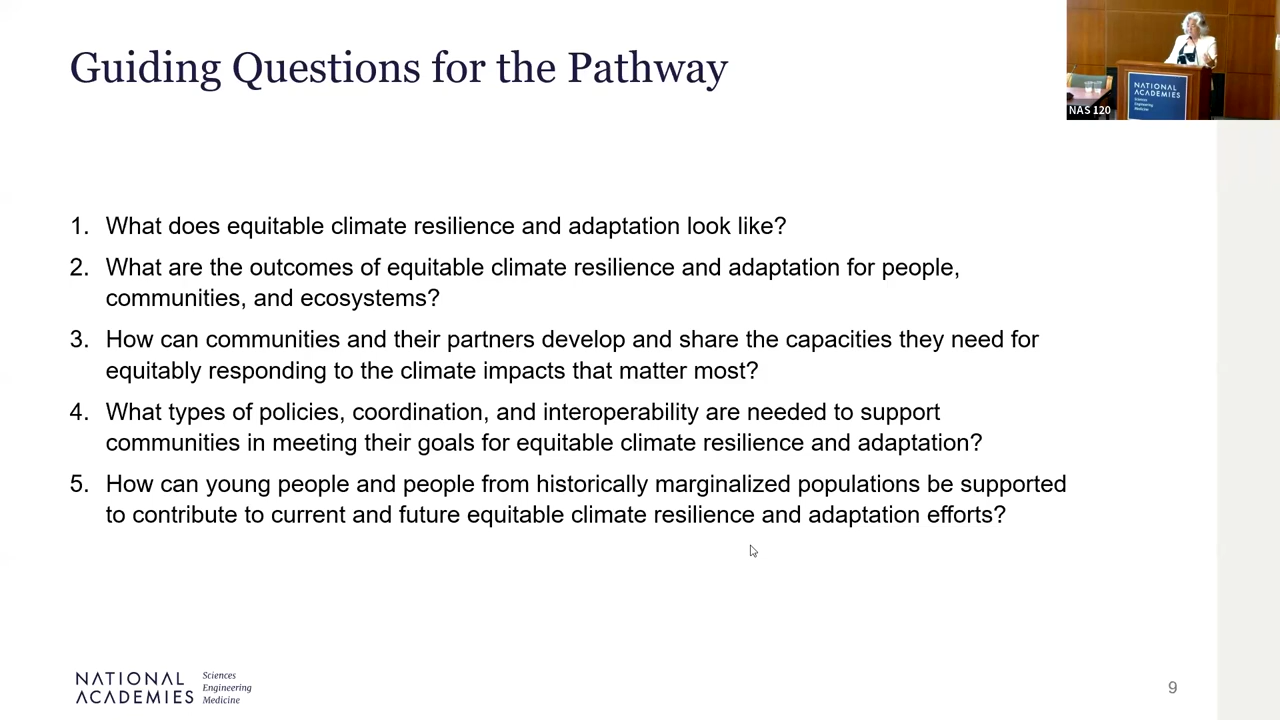 Guiding Questions for the Pathway
NATIONAL
ACADEMIES
Sciences
Engineering
Medicine
NAS 120
1. What does equitable climate resilience and adaptation look like?
2. What are the outcomes of equitable climate resilience and adaptation for people,
communities, and ecosystems?
3. How can communities and their partners develop and share the capacities they need for
equitably responding to the climate impacts that matter most?
4. What types of policies, coordination, and interoperability are needed to support
communities in meeting their goals for equitable climate resilience and adaptation?
5. How can young people and people from historically marginalized populations be supported
to contribute to current and future equitable climate resilience and adaptation efforts?
NATIONAL
ACADEMIES
Sciences
Engineering
Medicine
9